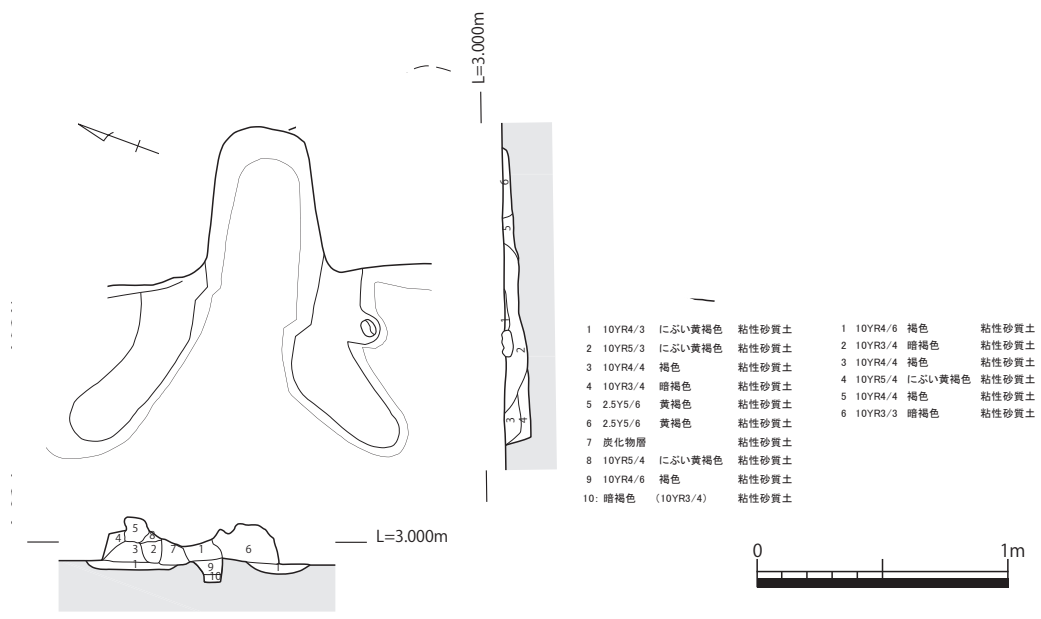 L=3.000m
6
5
1
2
3
4
1 10YR4/3 にぶい黄褐色 粘性砂質土
2 10YR5/3 にぶい黄褐色 粘性砂質土
3 10YR4/4 褐色 粘性砂質土
4 10YR3/4 暗褐色 粘性砂質土
5 2.5Y5/6 黄褐色 粘性砂質土
6 2.5Y5/6 黄褐色 粘性砂質土
7 炭化物層 粘性砂質土
8 10YR5/4 にぶい黄褐色 粘性砂質土
9 10YR4/6 褐色 粘性砂質土
10: 暗褐色 (10YR3/4) 粘性砂質土
1 10YR4/6 褐色 粘性砂質土
2 10YR3/4 暗褐色 粘性砂質土
3 10YR4/4 褐色 粘性砂質土
4 10YR5/4 にぶい黄褐色 粘性砂質土
5 10YR4/4 褐色 粘性砂質土
6 10YR3/3 暗褐色 粘性砂質土
5
4 8
3 2 7 1 6
1 9 1
10
L=3.000m
0 1m